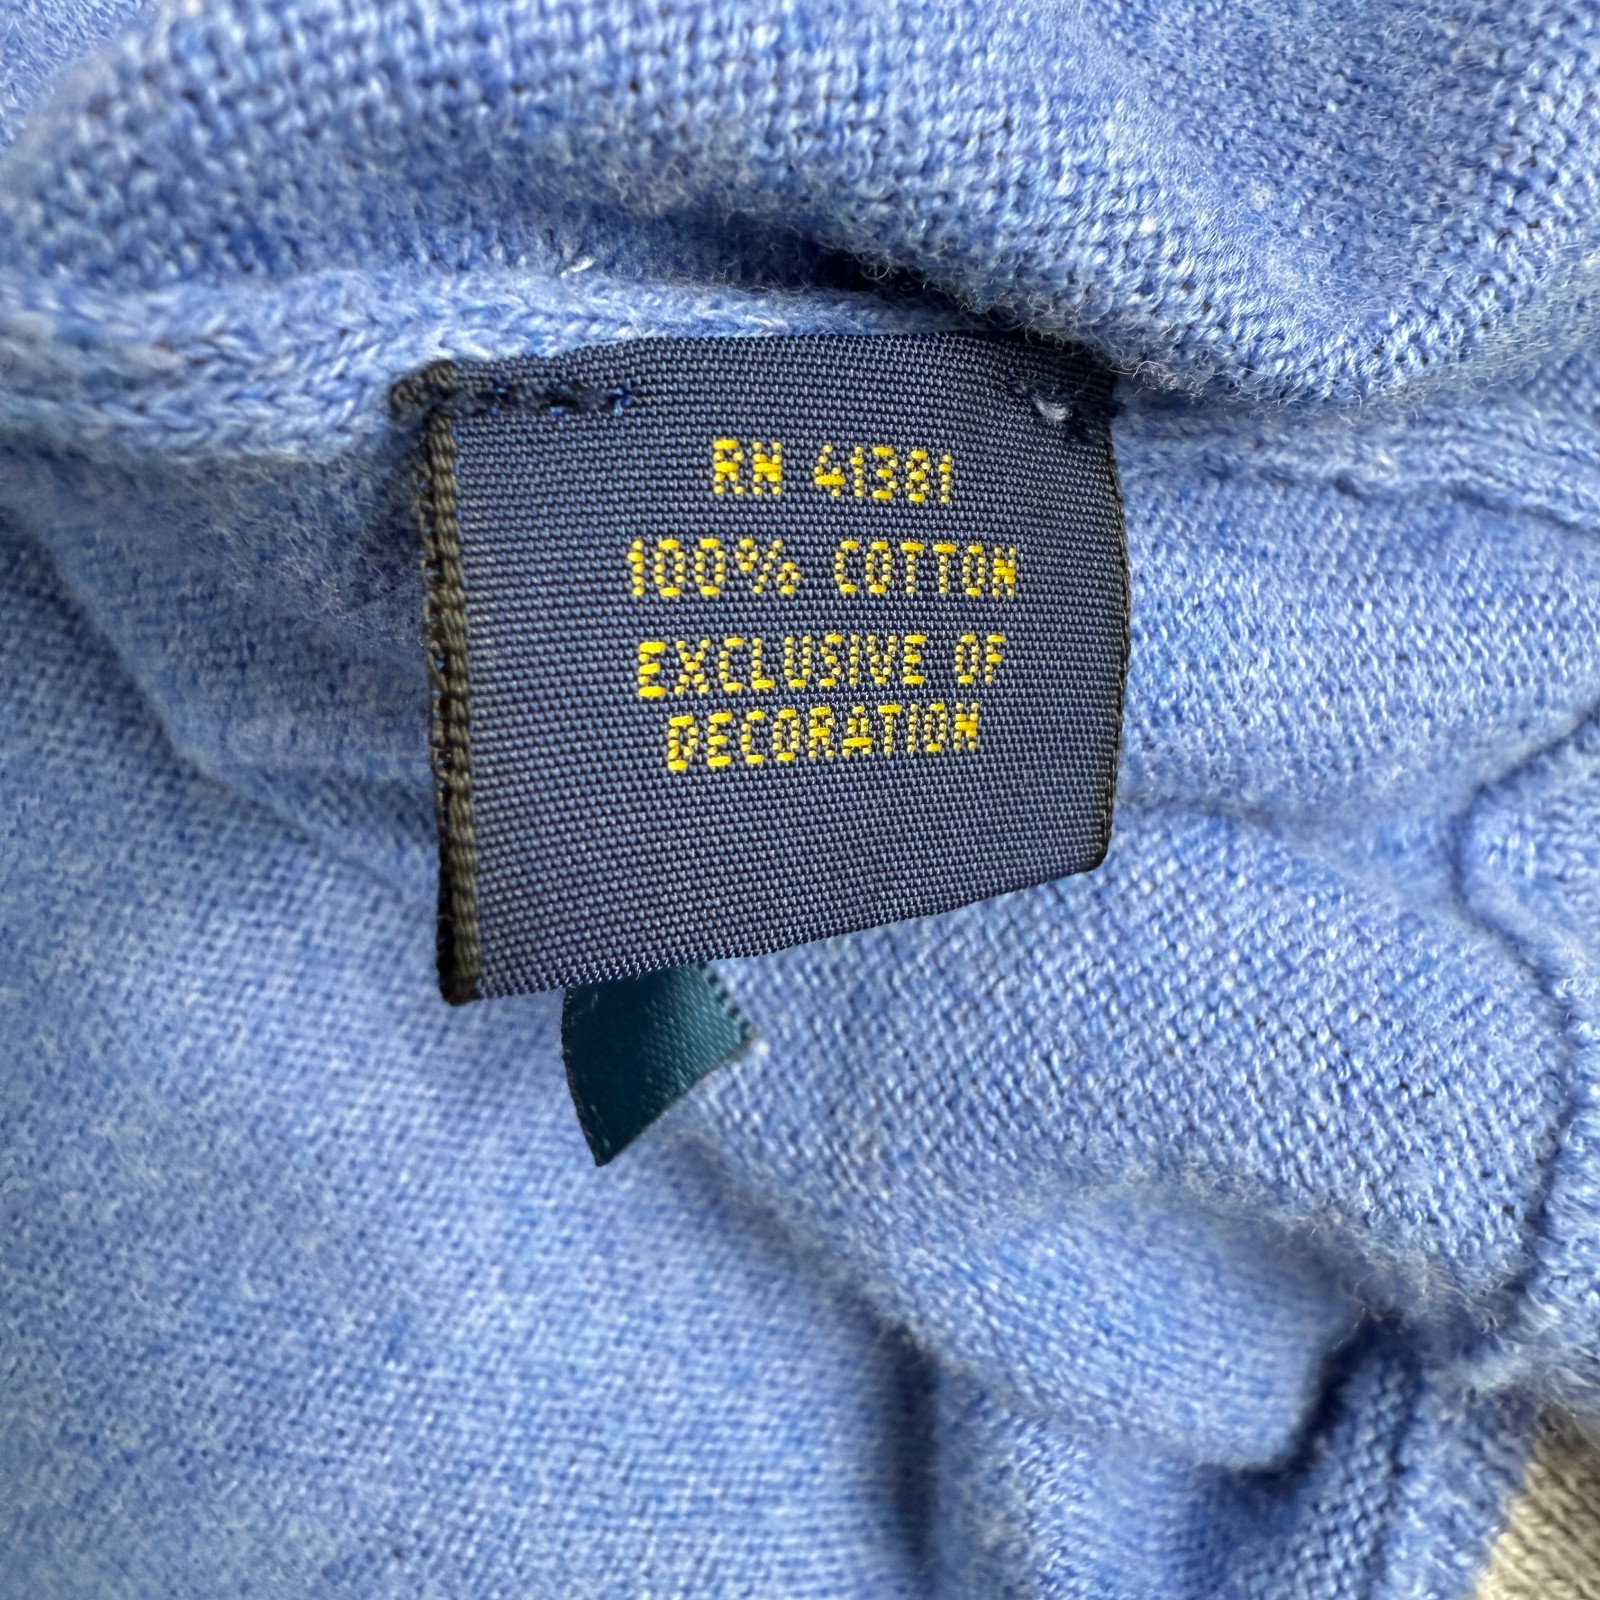 RN 41381
100% COTTON
EXCLUSIVE OF
DECORATION